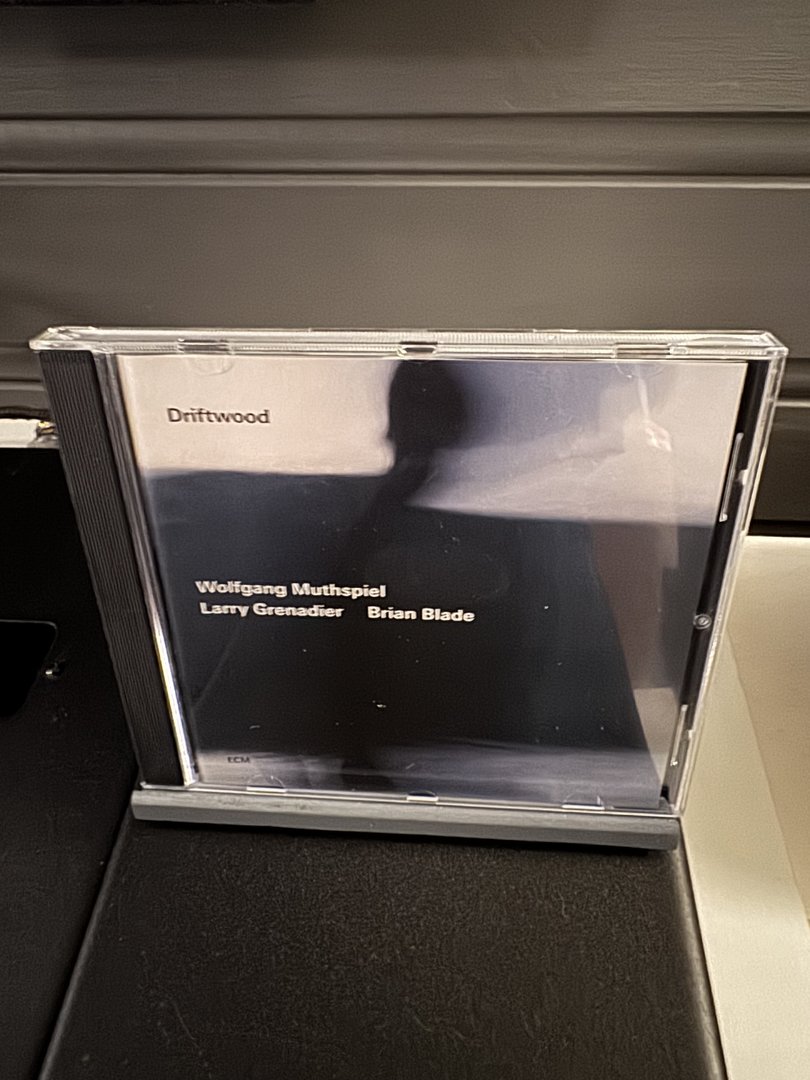 Driftwood
Wolfgang Muthspiel
Larry Grenadier Brian Blade
ECM